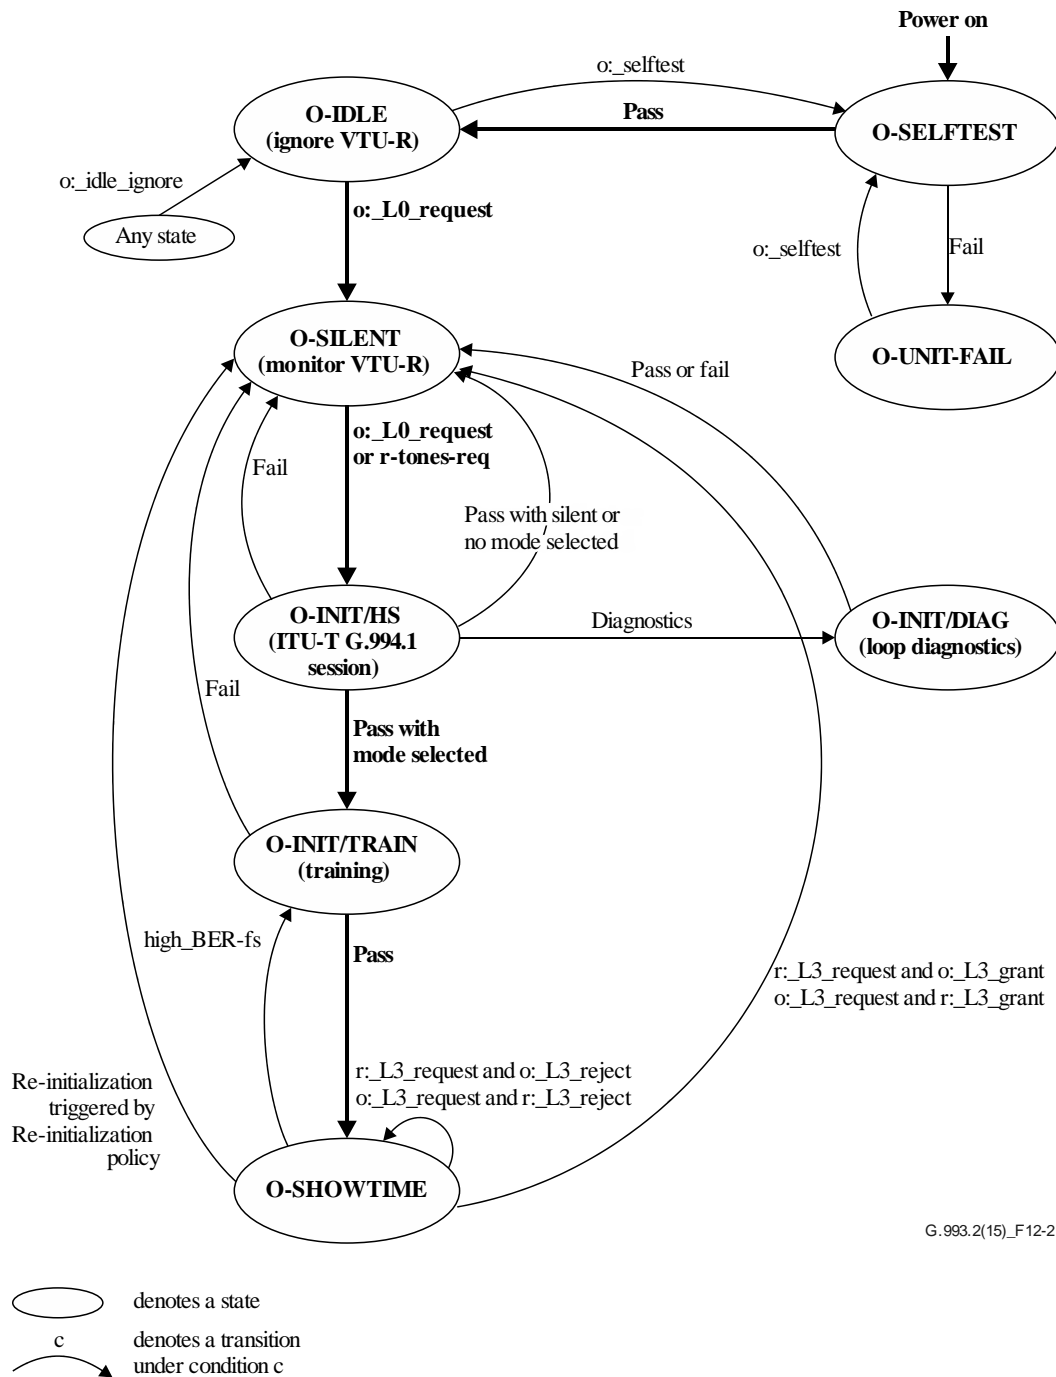 Power on
o:_selftest
O-IDLE
(ignore VTU-R)
Pass
O-SELFTEST
o:_idle_ignore
Any state
o:_L0_request
o:_selftest
Fail
O-SILENT
(monitor VTU-R)
O-UNIT-FAIL
Pass or fail
o:_L0_request
or r-tones-req
Fail
Pass with silent or
no mode selected
O-INIT/HS
(ITU-T G.994.1
session)
Diagnostics
O-INIT/DIAG
(loop diagnostics)
Fail
Pass with
mode selected
O-INIT/TRAIN
(training)
high_BER-fs
Pass
r:_L3_request and o:_L3_grant
o:_L3_request and r:_L3_grant
r:_L3_request and o:_L3_reject
o:_L3_request and r:_L3_reject
Re-initialization
triggered by
Re-initialization
policy
O-SHOWTIME
G.993.2(15)_F12-2
denotes a state
c
denotes a transition
under condition c